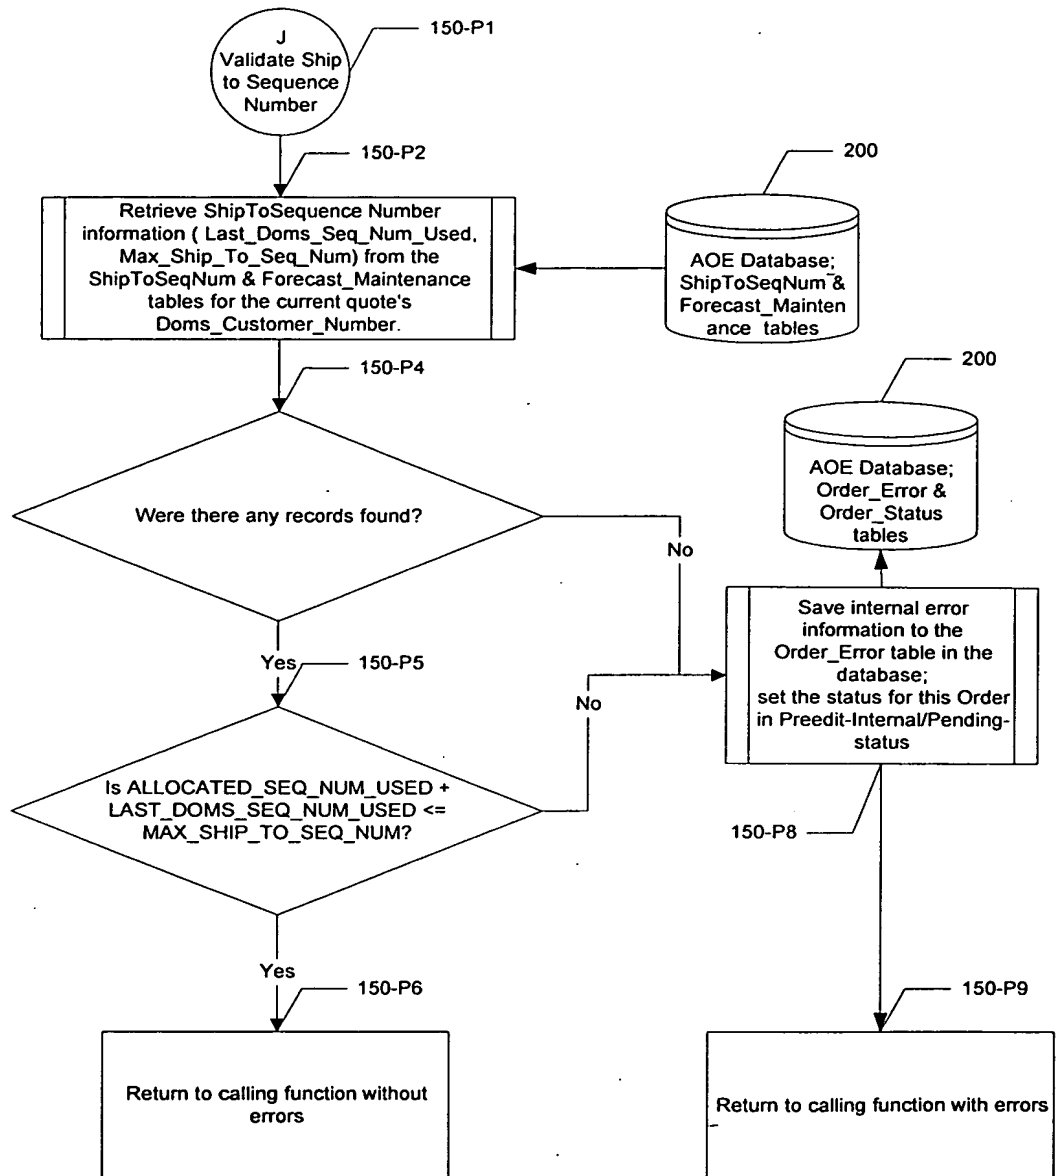 150-P1
J
Validate Ship
to Sequence
Number
150-P2
200
Retrieve ShipToSequence Number
information ( Last_Doms_Seq_Num_Used,
Max_Ship_To_Seq_Num) from the
ShipToSeqNum & Forecast_Maintenance
tables for the current quote's
Doms_Customer_Number.
AOE Database;
ShipToSeqNum &
Forecast_Mainten
ance tables
150-P4
200
Were there any records found?
AOE Database;
Order_Error &
Order_Status
tables
No
Save internal error
information to the
Order_Error table in the
database;
set the status for this Order
in Preedit-Internal/Pending-
status
Yes
150-P5
No
Is ALLOCATED_SEQ_NUM_USED +
LAST_DOMS_SEQ_NUM_USED <=
MAX_SHIP_TO_SEQ_NUM?
150-P8
Yes
150-P6
150-P9
Return to calling function without
errors
Return to calling function with errors